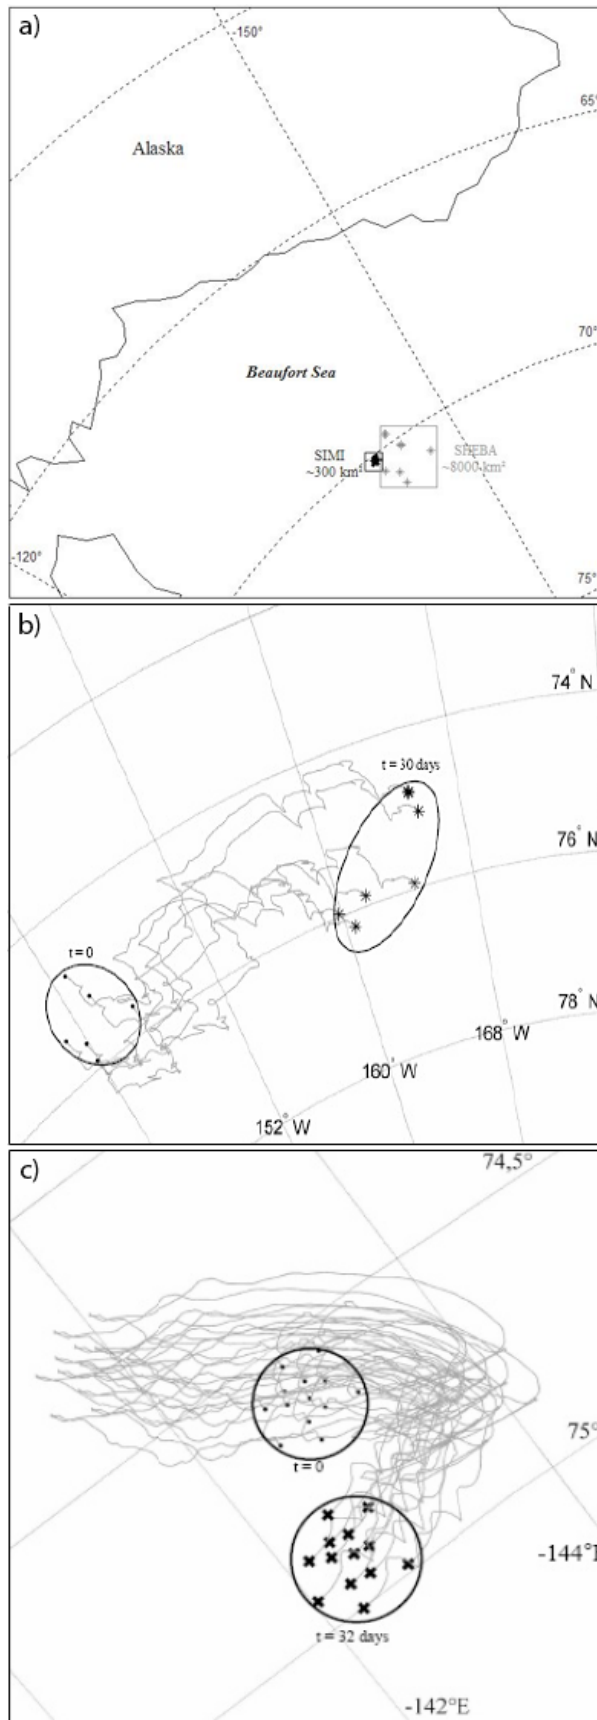 a)
-150°
65°
Alaska
70°
Beaufort Sea
SIMI
~300 km²
SHEBA
~8000 km²
-120°
75°
b)
74° N
t = 30 days
76° N
t = 0
78° N
168° W
160° W
152° W
c)
74,5°
75°
t = 0
-144°
t = 32 days
-142°E